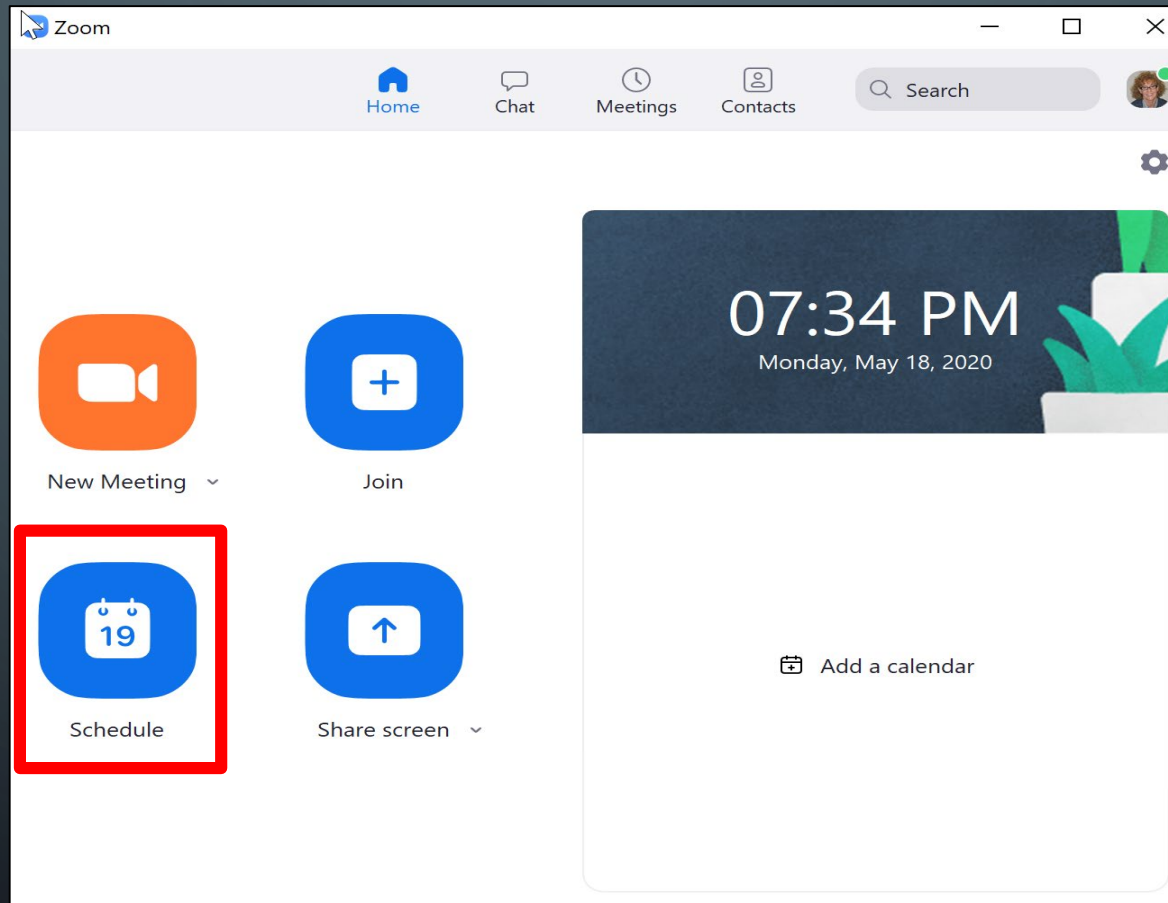 Zoom
Home
Chat
Meetings
Contacts
Search
07:34 PM
Monday, May 18, 2020
New Meeting
Join
19
Schedule
Share screen
Add a calendar